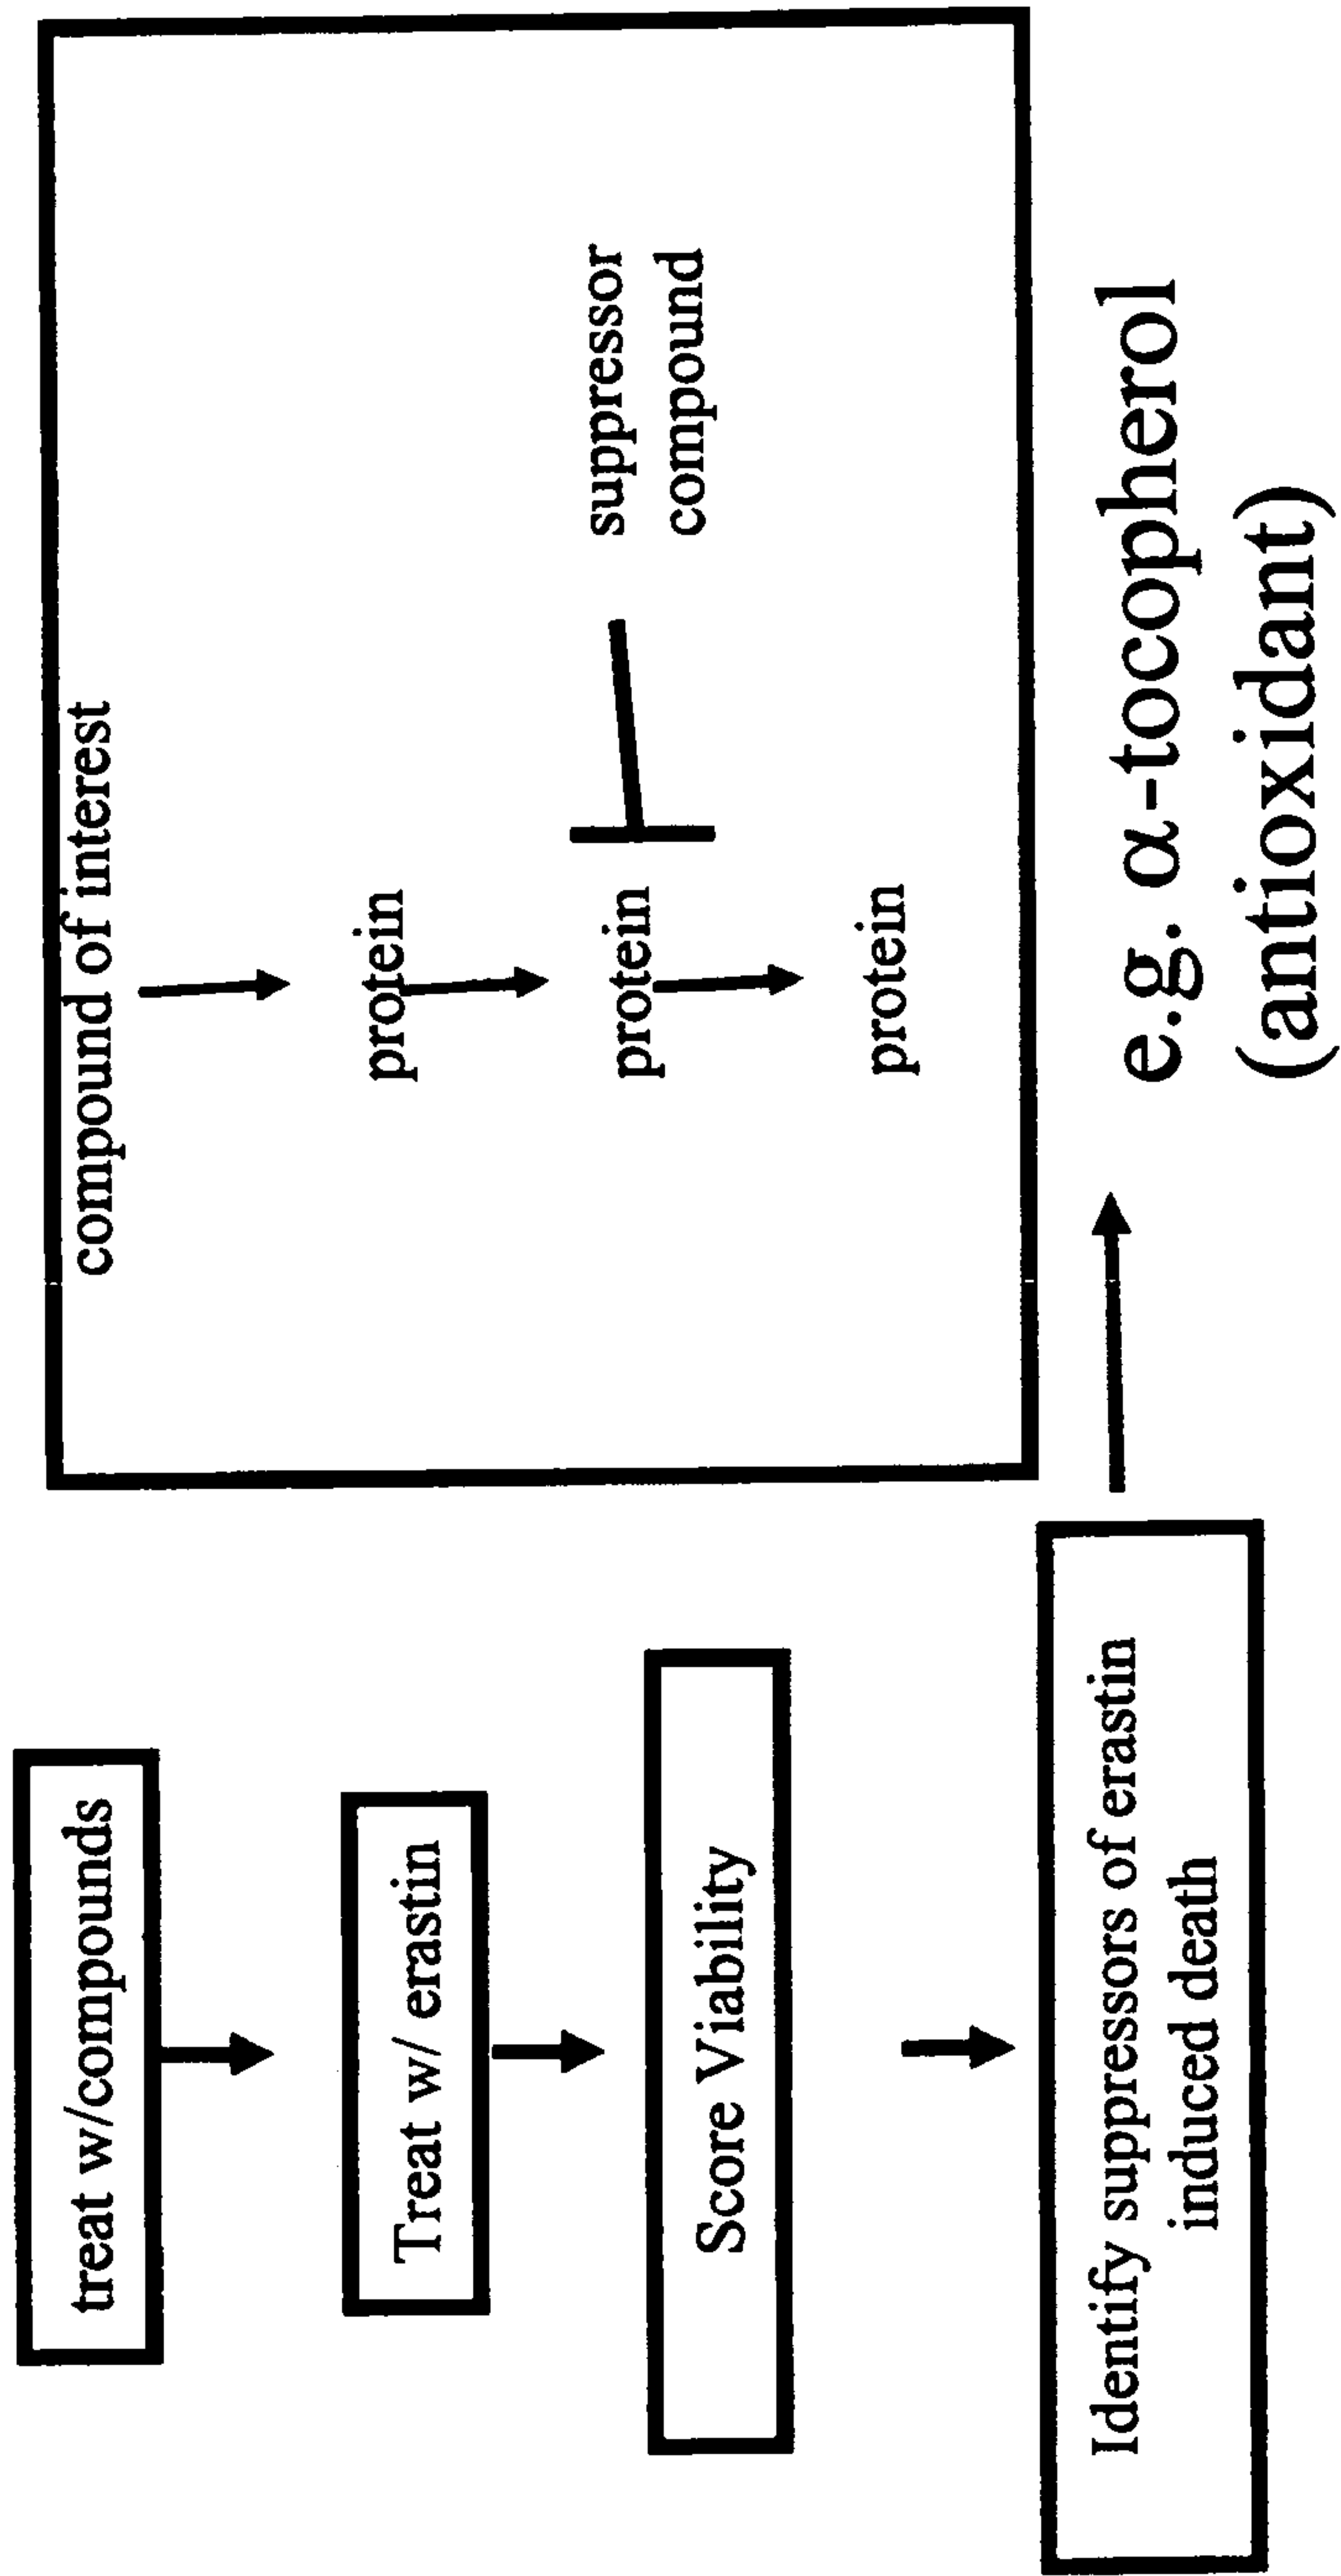 treat w/compounds
Treat w/ erastin
Score Viability
Identify suppressors of erastin
induced death
compound of interest
protein
protein
protein
suppressor
compound
e.g. α-tocopherol
(antioxidant)